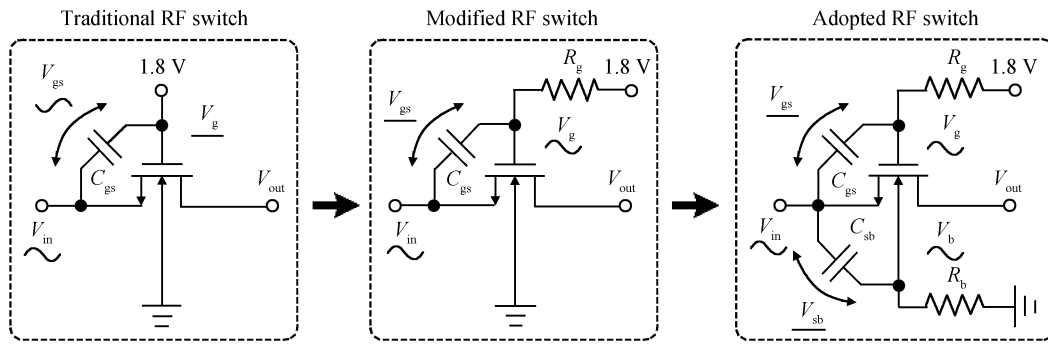 Traditional RF switch
V_gs
1.8 V
V_g
C_gs
V_in
V_out
Modified RF switch
R_g
1.8 V
V_gs
V_g
C_gs
V_in
V_out
Adopted RF switch
R_g
1.8 V
V_gs
V_g
C_gs
V_out
V_in
C_sb
V_b
R_b
V_sb